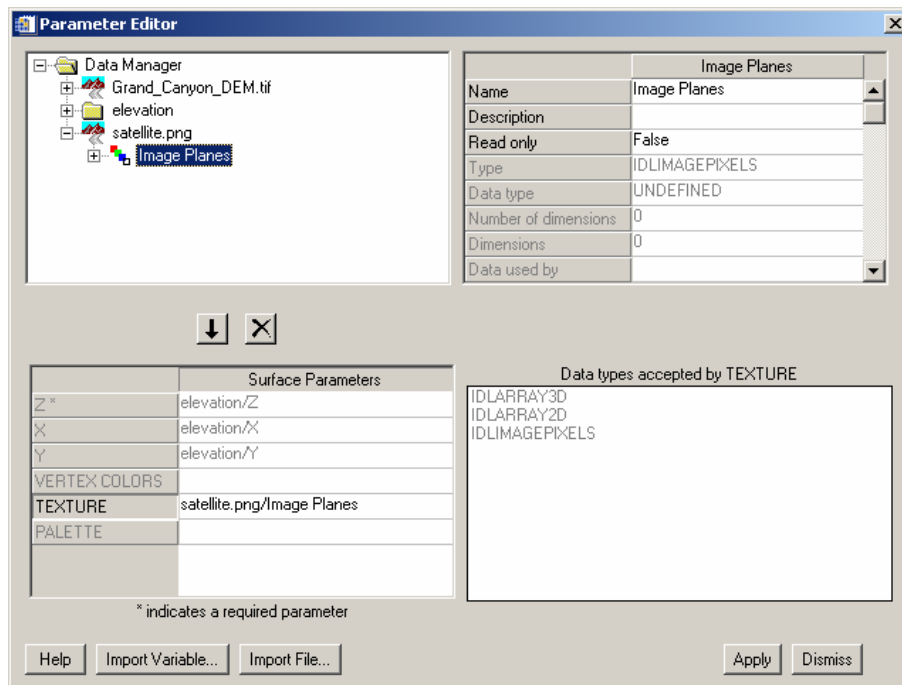 Parameter Editor
Data Manager
Grand_Canyon_DEM.tif
elevation
satellite.png
Image Planes
Image Planes
Name Image Planes
Description
Read only False
Type IDLIMAGEPIXELS
Data type UNDEFINED
Number of dimensions 0
Dimensions 0
Data used by
Surface Parameters
Z * elevation/Z
X elevation/X
Y elevation/Y
VERTEX COLORS
TEXTURE satellite.png/Image Planes
PALETTE
* indicates a required parameter
Data types accepted by TEXTURE
IDLARRAY3D
IDLARRAY2D
IDLIMAGEPIXELS
Help Import Variable... Import File... Apply Dismiss